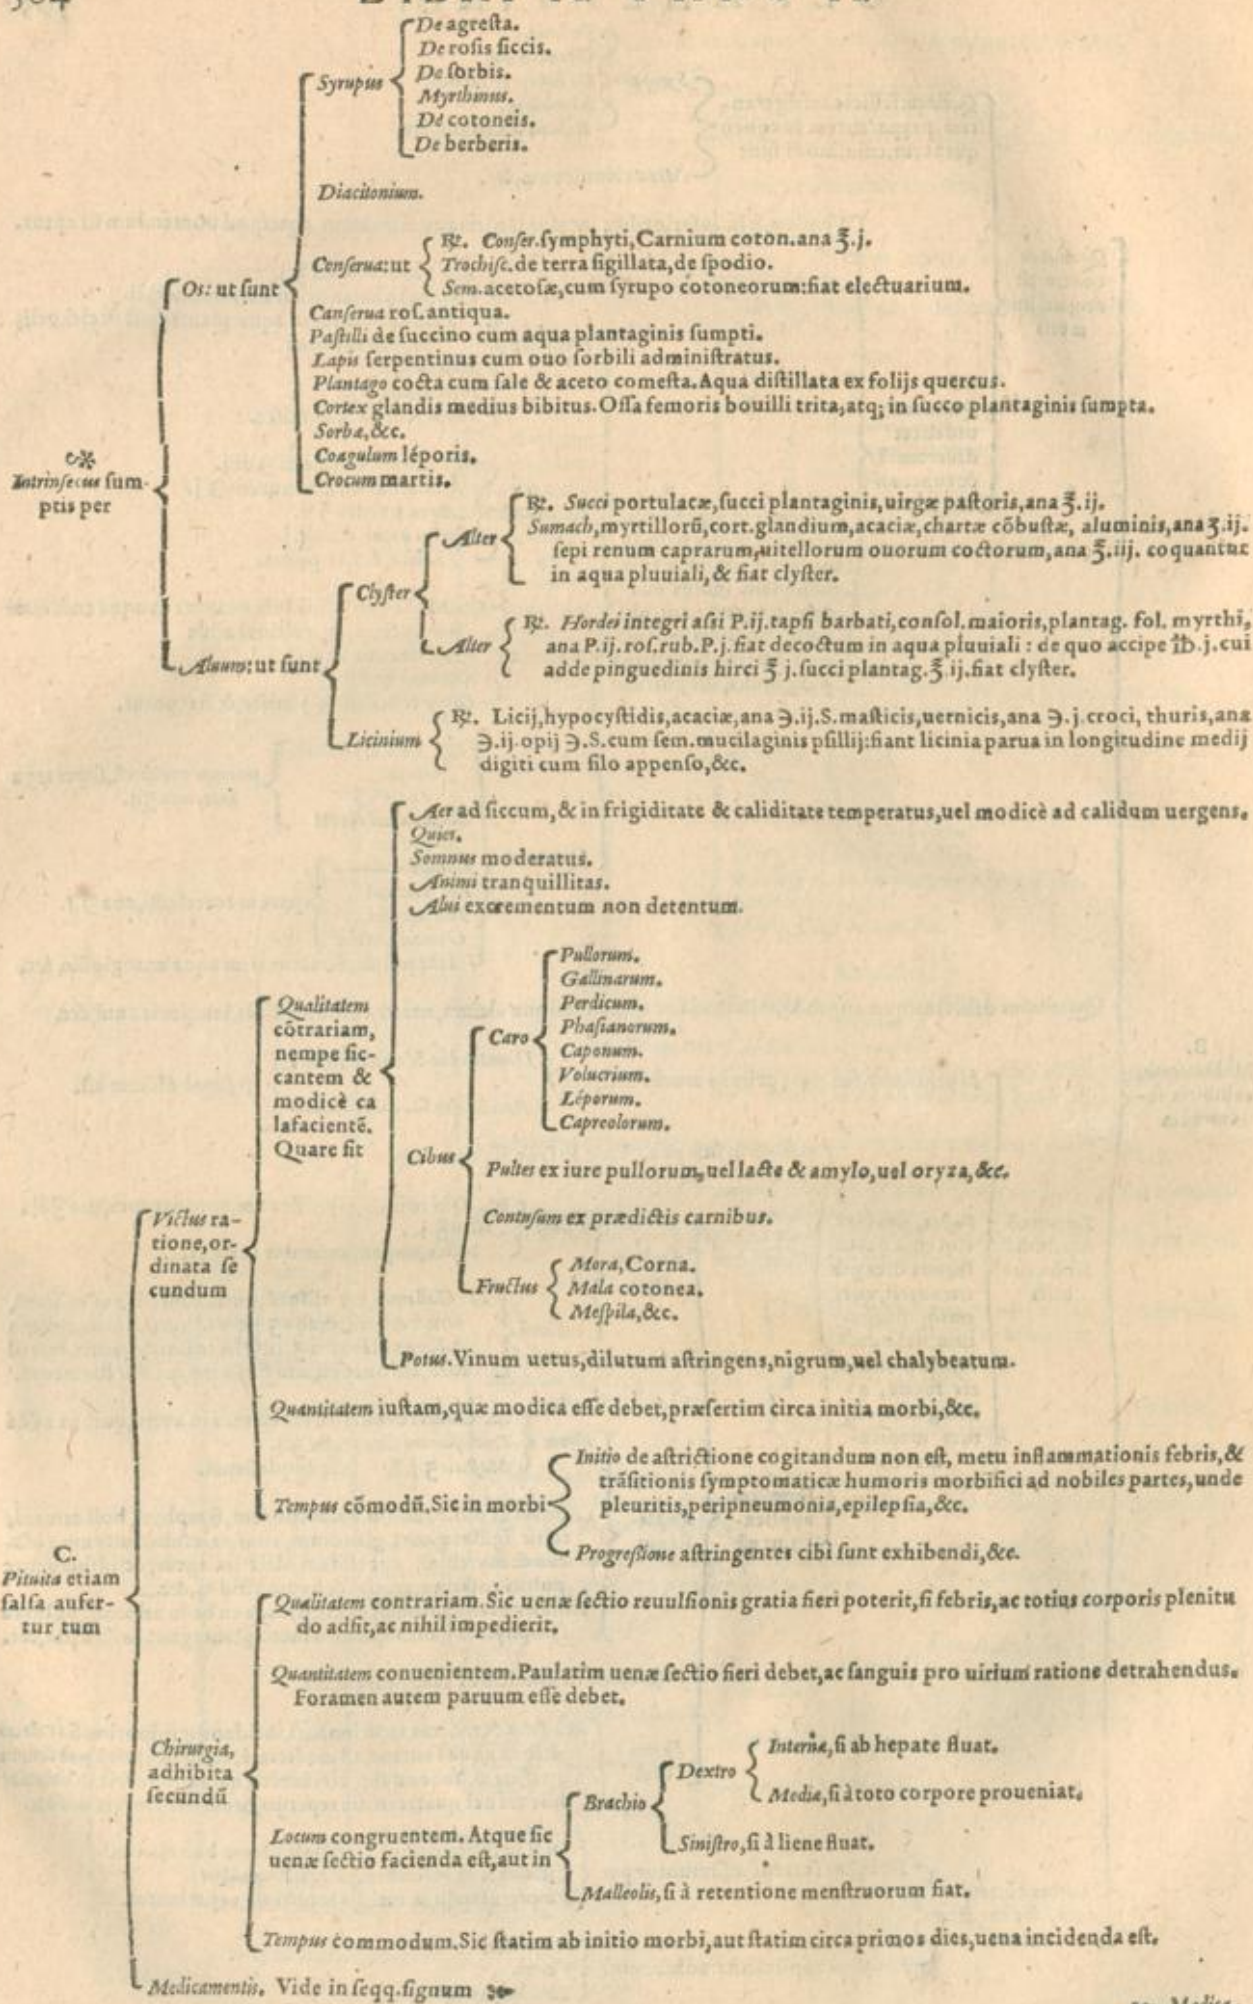 304
De agresta.
De rosis siccis.
Syrupus
De sorbis.
Myrthinus.
De cotoneis.
De berberis.
Diacitonium.
℞. Conser. symphyti, Carnium coton. ana ℥.j.
Conserua: ut
Trochisc. de terra sigillata, de spodio.
Sem. acetosæ, cum syrupo cotoneorum: fiat electuarium.
Os: ut sunt
Canserua ros. antiqua.
Pastilli de succino cum aqua plantaginis sumpti.
Lapis serpentinus cum ouo sorbili administratus.
Plantago cocta cum sale & aceto comesta. Aqua distillata ex folijs quercus.
Cortex glandis medius bibitus. Ossa femoris bouilli trita, atq; in succo plantaginis sumpta.
Sorba, &c.
Coagulum léporis.
Crocum martis.
Intrinsecus sum-
ptis per
℞. Succi portulacæ, succi plantaginis, uirgæ pastoris, ana ℥.ij.
Alter
Sumach, myrtillorū, cort. glandium, acaciæ, chartæ cōbustæ, aluminis, ana ʒ.ij.
sepi renum caprarum, uitellorum ouorum coctorum, ana ℥.iij. coquantur
in aqua pluuiali, & fiat clyster.
Clyster
℞. Hordei integri assi P.ij. tapsi barbati, consol. maioris, plantag. fol. myrthi,
Alter
ana P.ij. ros. rub. P.j. fiat decoctum in aqua pluuiali: de quo accipe ℔.j. cui
adde pinguedinis hirci ℥ j. succi plantag. ℥.ij. fiat clyster.
Aluum: ut sunt
℞. Licij, hypocystidis, acaciæ, ana ℈.ij.S. masticis, uernicis, ana ℈.j croci, thuris, ana
Licinium
℈.ij. opij ℈.S. cum sem. mucilaginis psillij: fiant licinia parua in longitudine medij
digiti cum filo appenso, &c.
Aer ad siccum, & in frigiditate & caliditate temperatus, uel modicè ad calidum uergens.
Quies.
Somnus moderatus.
Animi tranquillitas.
Alui excrementum non detentum.
Qualitatem
cōtrariam,
nempe sic-
cantem &
modicè ca
lafacientē.
Quare fit
Pullorum.
Gallinarum.
Perdicum.
Phasianorum.
Caro
Caponum.
Volucrium.
Léporum.
Capreolorum.
Cibus
Pultes ex iure pullorum, uel lacte & amylo, uel oryza, &c.
Contusum ex prædictis carnibus.
Mora, Corna.
Fructus
Mala cotonea.
Mespila, &c.
Potus. Vinum uetus, dilutum astringens, nigrum, uel chalybeatum.
Victus ra-
tione, or-
dinata se
cundum
Quantitatem iustam, quæ modica esse debet, præsertim circa initia morbi, &c.
Initio de astrictione cogitandum non est, metu inflammationis febris, &
trāsitionis symptomaticæ humoris morbifici ad nobiles partes, unde
pleuritis, peripneumonia, epilepsia, &c.
Tempus cōmodū. Sic in morbi
Progressione astringentes cibi sunt exhibendi, &c.
C.
Pituita etiam
salsa aufer-
tur tum
Qualitatem contrariam. Sic uenæ sectio reuulsionis gratia fieri poterit, si febris, ac totius corporis plenitu
do adsit, ac nihil impedierit.
Quantitatem conuenientem. Paulatim uenæ sectio fieri debet, ac sanguis pro uirium ratione detrahendus.
Foramen autem paruum esse debet.
Chirurgia,
adhibita
secundū
Internæ, si ab hepate fluat.
Dextro
Mediæ, si à toto corpore proueniat.
Brachio
Sinistro, si à liene fluat.
Locum congruentem. Atque sic
uenæ sectio facienda est, aut in
Malleolis, si à retentione menstruorum fiat.
Tempus commodum. Sic statim ab initio morbi, aut statim circa primos dies, uena incidenda est.
Medicamentis. Vide in seqq. signum